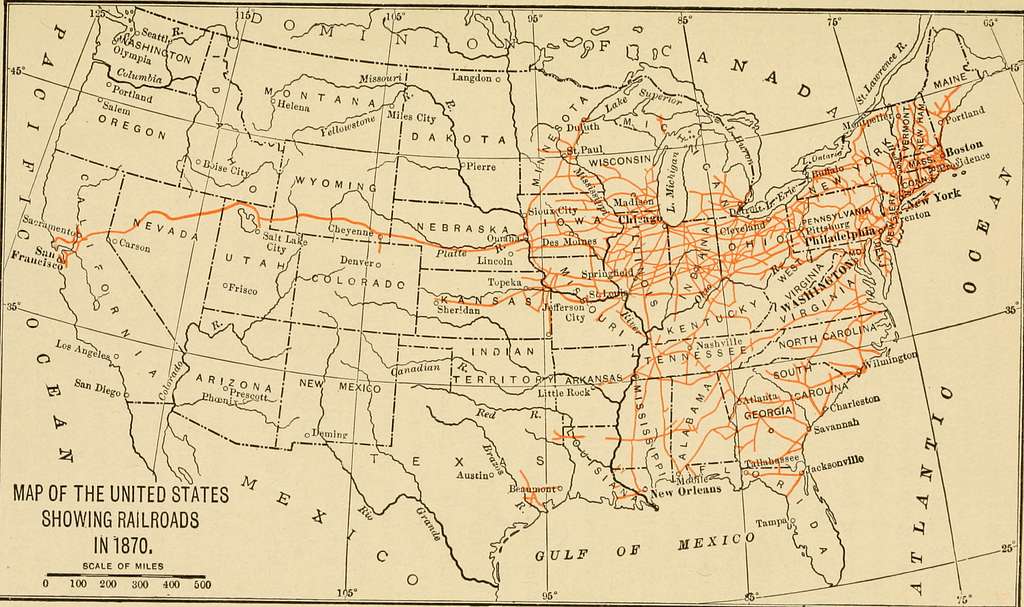 125°
115°
105°
95°
85°
75°
65°
DOMINION OF CANADA
Seattle
WASHINGTON
Olympia
R.
Columbia
Portland
Salem
OREGON
45°
45°
PACIFIC OCEAN
IDAHO
Boise City
MONTANA
Helena
Missouri
R.
Yellowstone
Miles City
R.
Langdon
DAKOTA
Pierre
WYOMING
Cheyenne
NEBRASKA
Platte
Lincoln
Omaha
MINNESOTA
Duluth
St. Paul
Lake Superior
MICHIGAN
WISCONSIN
Mississippi
Madison
L. Michigan
L. Huron
St. Lawrence R.
MAINE
Montpelier
VERMONT
NEW HAM.
Portland
L. Ontario
NEW YORK
MASS.
Boston
Providence
CONN.
Buffalo
L. Erie
Detroit
Cleveland
Sioux City
IOWA
Des Moines
Chicago
New York
Trenton
NEW JERSEY
PENNSYLVANIA
Pittsburg
Philadelphia
MD.
WASHINGTON
OHIO
INDIANA
ILLINOIS
Springfield
Sacramento
San
Francisco
CALIFORNIA
NEVADA
Carson
Salt Lake
City
UTAH
Frisco
Denver
COLORADO
KANSAS
Sheridan
Topeka
MISSOURI
St. Louis
Jefferson
City
River
Ohio
R.
WEST
VIRGINIA
VIRGINIA
KENTUCKY
Nashville
TENNESSEE
NORTH CAROLINA
Wilmington
SOUTH
CAROLINA
Charleston
35°
35°
Los Angeles
San Diego
Colorado
R.
ARIZONA
Prescott
Phoenix
NEW MEXICO
Deming
INDIAN
TERRITORY
Canadian
R.
ARKANSAS
Little Rock
Red
R.
Atlanta
GEORGIA
Savannah
MISSISSIPPI
ALABAMA
TEXAS
Brazos
R.
Austin
Beaumont
LOUISIANA
New Orleans
Mobile
Tallahassee
Jacksonville
FLORIDA
Tampa
Rio Grande
MEXICO
GULF OF MEXICO
ATLANTIC OCEAN
MAP OF THE UNITED STATES
SHOWING RAILROADS
IN 1870.
SCALE OF MILES
0 100 200 300 400 500
105°
95°
85°
75°
25°